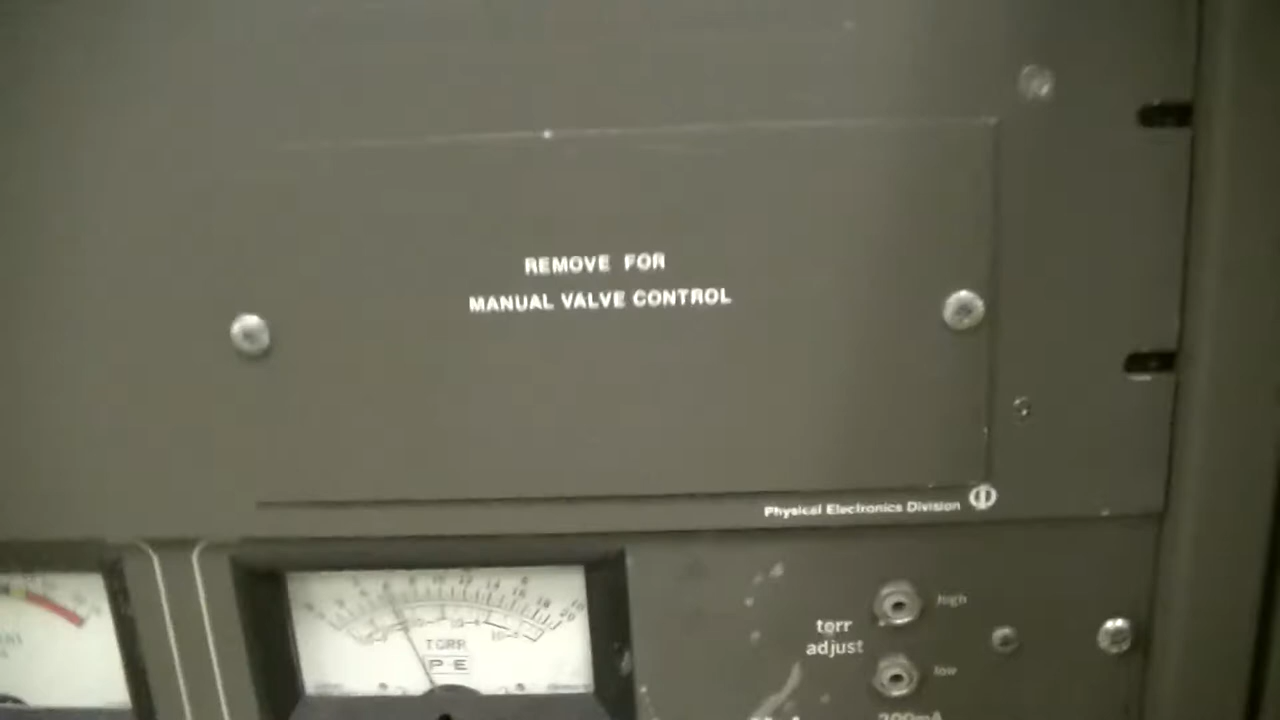 REMOVE FOR
MANUAL VALVE CONTROL
Physical Electronics Division
TORR
P-E
high
torr
adjust
low
200mA